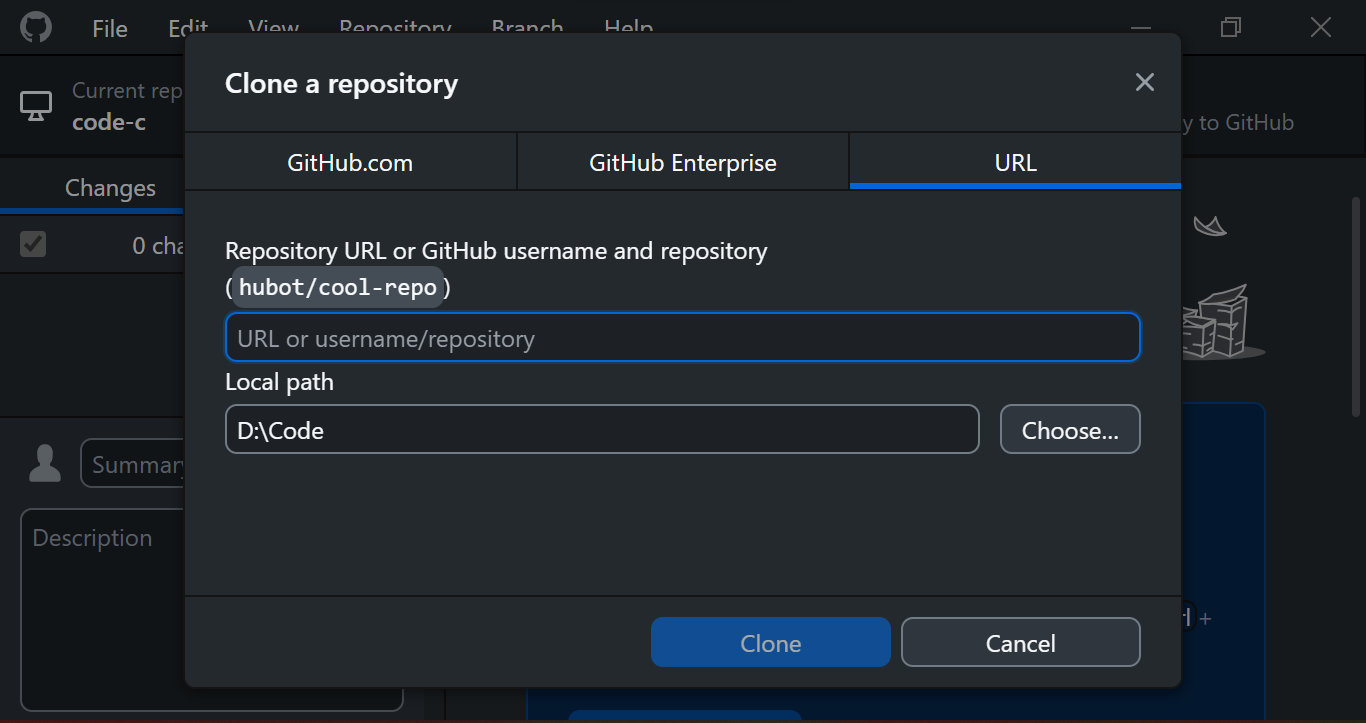 File Edit View Repository Branch Help
Clone a repository
Current rep
code-c
y to GitHub
GitHub.com
GitHub Enterprise
URL
Changes
0 cha
Repository URL or GitHub username and repository
(hubot/cool-repo)
URL or username/repository
Local path
D:\Code
Choose...
Summary
Description
+
Clone
Cancel